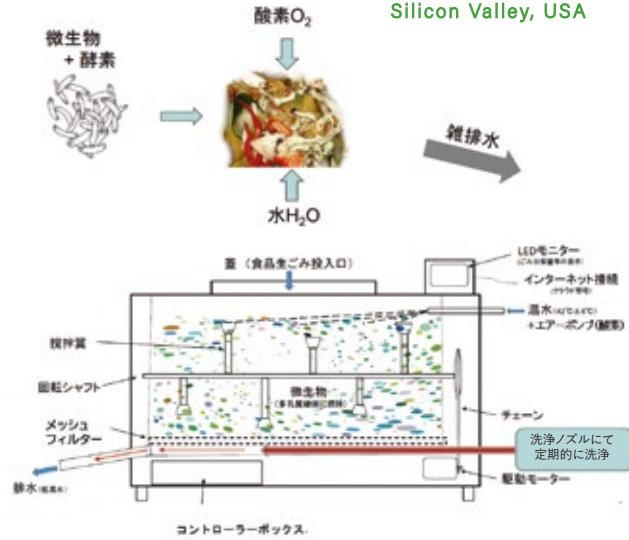 Silicon Valley, USA
酸素O₂
微生物
+ 酵素
雑排水
水H₂O
LEDモニター
蓋 (食品生ごみ投入口)
インターネット接続
温水
+エアーポンプ(酸素)
撹拌翼
回転シャフト
微生物
チェーン
メッシュ
フィルター
洗浄ノズルにて
定期的に洗浄
排水
駆動モーター
コントローラーボックス